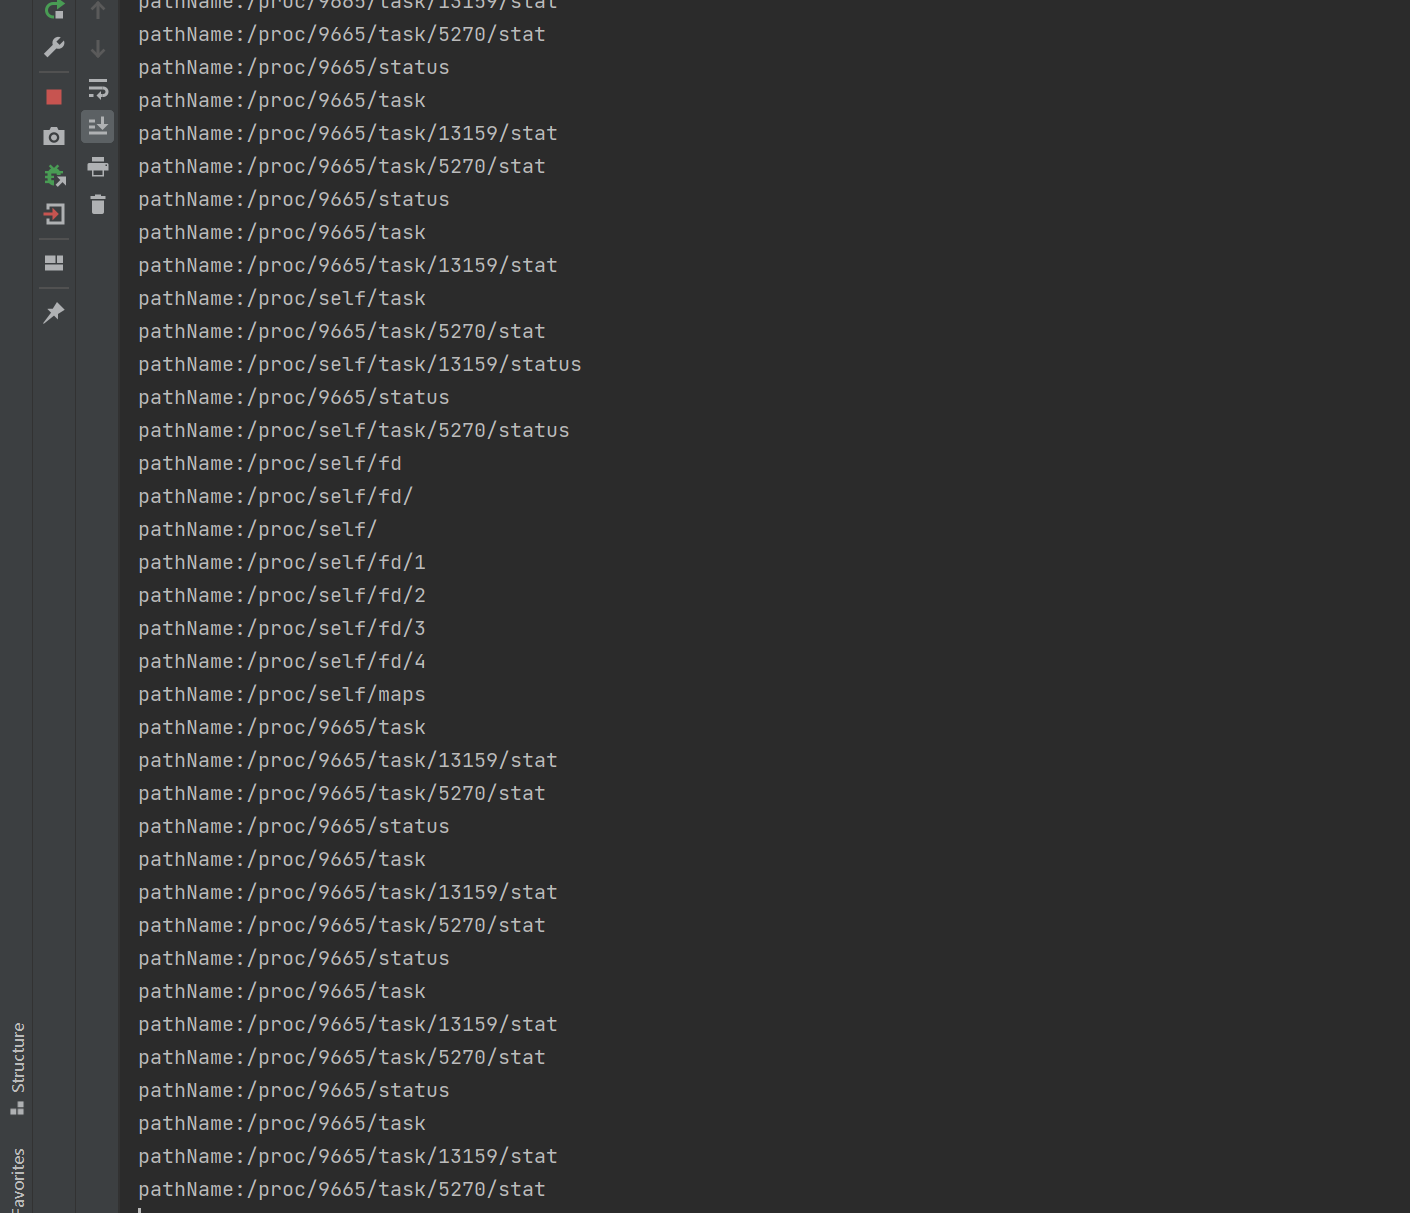 pathName:/proc/9665/task/13159/stat
pathName:/proc/9665/task/5270/stat
pathName:/proc/9665/status
pathName:/proc/9665/task
pathName:/proc/9665/task/13159/stat
pathName:/proc/9665/task/5270/stat
pathName:/proc/9665/status
pathName:/proc/9665/task
pathName:/proc/9665/task/13159/stat
pathName:/proc/self/task
pathName:/proc/9665/task/5270/stat
pathName:/proc/self/task/13159/status
pathName:/proc/9665/status
pathName:/proc/self/task/5270/status
pathName:/proc/self/fd
pathName:/proc/self/fd/
pathName:/proc/self/
pathName:/proc/self/fd/1
pathName:/proc/self/fd/2
pathName:/proc/self/fd/3
pathName:/proc/self/fd/4
pathName:/proc/self/maps
pathName:/proc/9665/task
pathName:/proc/9665/task/13159/stat
pathName:/proc/9665/task/5270/stat
pathName:/proc/9665/status
pathName:/proc/9665/task
pathName:/proc/9665/task/13159/stat
pathName:/proc/9665/task/5270/stat
pathName:/proc/9665/status
pathName:/proc/9665/task
pathName:/proc/9665/task/13159/stat
pathName:/proc/9665/task/5270/stat
pathName:/proc/9665/status
pathName:/proc/9665/task
pathName:/proc/9665/task/13159/stat
pathName:/proc/9665/task/5270/stat
Structure
Favorites